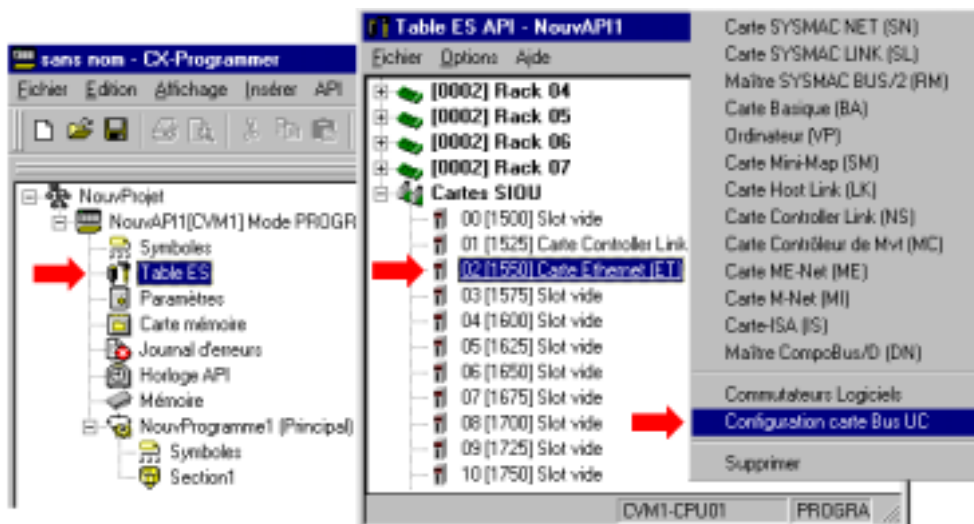 sans nom - CX-Programmer
Fichier Edition Affichage Insérer API
NouvProjet
NouvAPI1[CVM1] Mode PROGR
Symboles
Table ES
Paramètres
Carte mémoire
Journal d'erreurs
Horloge API
Mémoire
NouvProgramme1 (Principal)
Symboles
Section1
Table ES API - NouvAPI1
Fichier Options Aide
[0002] Rack 04
[0002] Rack 05
[0002] Rack 06
[0002] Rack 07
Cartes SIOU
00 [1500] Slot vide
01 [1525] Carte Controller Link
02 [1550] Carte Ethernet (ET)
03 [1575] Slot vide
04 [1600] Slot vide
05 [1625] Slot vide
06 [1650] Slot vide
07 [1675] Slot vide
08 [1700] Slot vide
09 [1725] Slot vide
10 [1750] Slot vide
CVM1-CPU01 PROGRA
Carte SYSMAC NET (SN)
Carte SYSMAC LINK (SL)
Maître SYSMAC BUS/2 (RM)
Carte Basique (BA)
Ordinateur (VP)
Carte Mini-Map (SM)
Carte Host Link (LK)
Carte Controller Link (NS)
Carte Contrôleur de Mvt (MC)
Carte ME-Net (ME)
Carte M-Net (MI)
Carte-ISA (IS)
Maître CompoBus/D (DN)
Commutateurs Logiciels
Configuration carte Bus UC
Supprimer